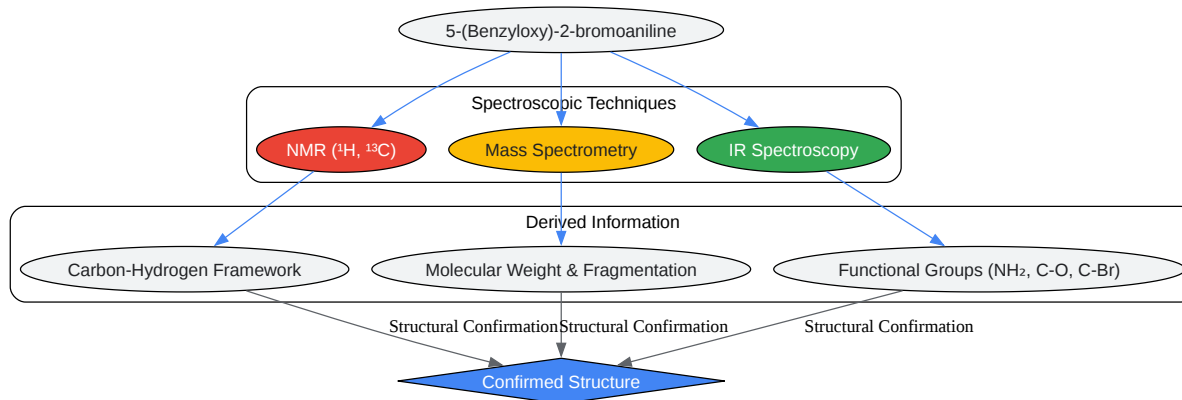 5-(Benzyloxy)-2-bromoaniline
Spectroscopic Techniques
NMR (¹H, ¹³C)
Mass Spectrometry
IR Spectroscopy
Derived Information
Carbon-Hydrogen Framework
Molecular Weight & Fragmentation
Functional Groups (NH₂, C-O, C-Br)
Structural Confirmation
Structural Confirmation
Structural Confirmation
Confirmed Structure